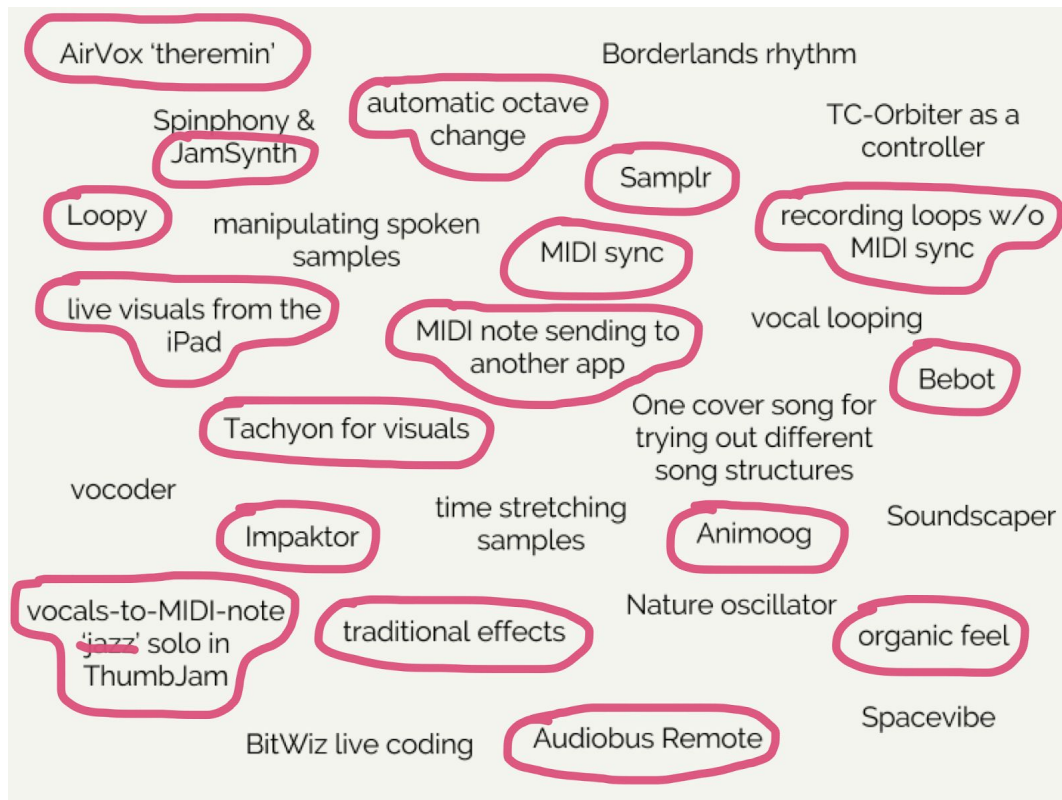 AirVox ‘theremin’
Borderlands rhythm
automatic octave
change
Spinphony &
JamSynth
TC-Orbiter as a
controller
Samplr
Loopy
manipulating spoken
samples
MIDI sync
recording loops w/o
MIDI sync
live visuals from the
iPad
MIDI note sending to
another app
vocal looping
Bebot
Tachyon for visuals
One cover song for
trying out different
song structures
vocoder
Impaktor
time stretching
samples
Animoog
Soundscaper
vocals-to-MIDI-note
‘jazz’ solo in
ThumbJam
traditional effects
Nature oscillator
organic feel
Spacevibe
BitWiz live coding
Audiobus Remote